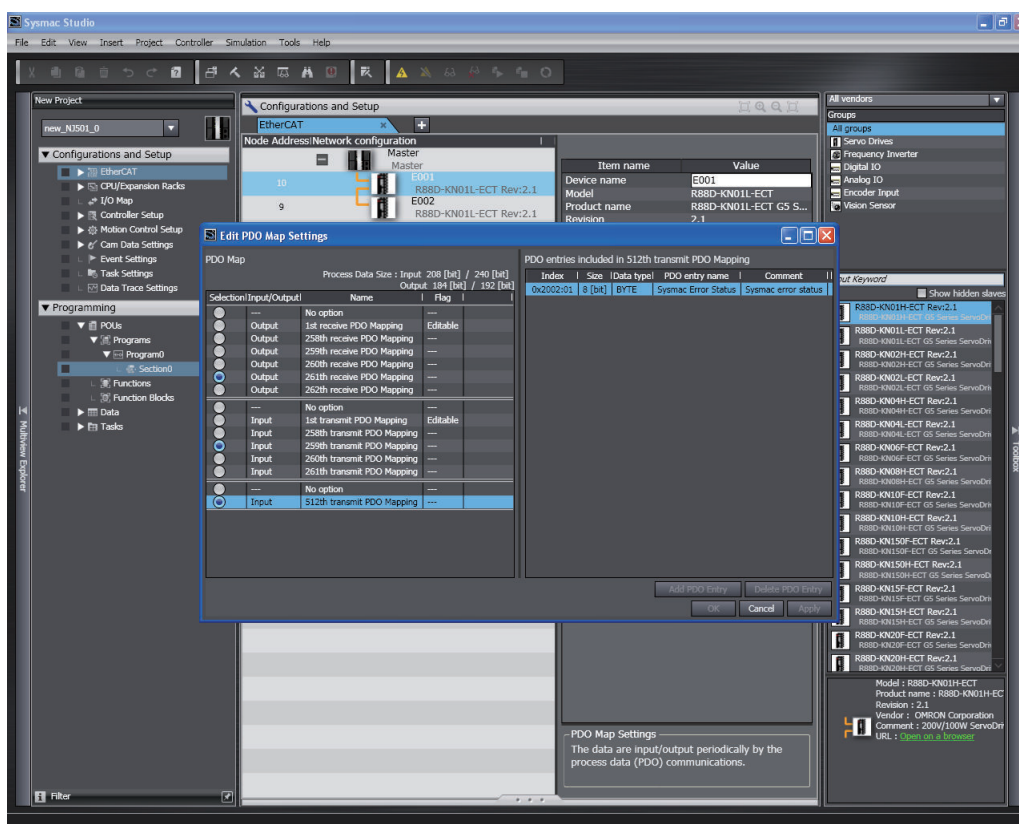 Sysmac Studio
File Edit View Insert Project Controller Simulation Tools Help
New Project
new_NJ501_0
Configurations and Setup
EtherCAT
CPU/Expansion Racks
I/O Map
Controller Setup
Motion Control Setup
Cam Data Settings
Event Settings
Task Settings
Data Trace Settings
Programming
POUs
Programs
Program0
Section0
Functions
Function Blocks
Data
Tasks
Filter
Multiview Explorer
Configurations and Setup
EtherCAT
Node Address Network configuration
Master
Master
10 E001
R88D-KN01L-ECT Rev:2.1
9 E002
R88D-KN01L-ECT Rev:2.1
Item name Value
Device name E001
Model R88D-KN01L-ECT
Product name R88D-KN01L-ECT G5 S...
Revision 2.1
Edit PDO Map Settings
PDO Map
Process Data Size : Input 208 [bit] / 240 [bit]
Output 184 [bit] / 192 [bit]
Selection Input/Output Name Flag
--- No option ---
Output 1st receive PDO Mapping Editable
Output 258th receive PDO Mapping ---
Output 259th receive PDO Mapping ---
Output 260th receive PDO Mapping ---
Output 261th receive PDO Mapping ---
Output 262th receive PDO Mapping ---
--- No option ---
Input 1st transmit PDO Mapping Editable
Input 258th transmit PDO Mapping ---
Input 259th transmit PDO Mapping ---
Input 260th transmit PDO Mapping ---
Input 261th transmit PDO Mapping ---
--- No option ---
Input 512th transmit PDO Mapping ---
PDO entries included in 512th transmit PDO Mapping
Index Size Data type PDO entry name Comment
0x2002:01 8 [bit] BYTE Sysmac Error Status Sysmac error status
Add PDO Entry Delete PDO Entry
OK Cancel Apply
PDO Map Settings
The data are input/output periodically by the
process data (PDO) communications.
All vendors
Groups
All groups
Servo Drives
Frequency Inverter
Digital IO
Analog IO
Encoder Input
Vision Sensor
Keyword
Show hidden slaves
R88D-KN01H-ECT Rev:2.1
R88D-KN01H-ECT G5 Series ServoDri
R88D-KN01L-ECT Rev:2.1
R88D-KN01L-ECT G5 Series ServoDri
R88D-KN02H-ECT Rev:2.1
R88D-KN02H-ECT G5 Series ServoDri
R88D-KN02L-ECT Rev:2.1
R88D-KN02L-ECT G5 Series ServoDri
R88D-KN04H-ECT Rev:2.1
R88D-KN04H-ECT G5 Series ServoDri
R88D-KN04L-ECT Rev:2.1
R88D-KN04L-ECT G5 Series ServoDri
R88D-KN06F-ECT Rev:2.1
R88D-KN06F-ECT G5 Series ServoDri
R88D-KN08H-ECT Rev:2.1
R88D-KN08H-ECT G5 Series ServoDri
R88D-KN10F-ECT Rev:2.1
R88D-KN10F-ECT G5 Series ServoDri
R88D-KN10H-ECT Rev:2.1
R88D-KN10H-ECT G5 Series ServoDri
R88D-KN150F-ECT Rev:2.1
R88D-KN150F-ECT G5 Series ServoDr
R88D-KN150H-ECT Rev:2.1
R88D-KN150H-ECT G5 Series ServoD
R88D-KN15F-ECT Rev:2.1
R88D-KN15F-ECT G5 Series ServoDri
R88D-KN15H-ECT Rev:2.1
R88D-KN15H-ECT G5 Series ServoDri
R88D-KN20F-ECT Rev:2.1
R88D-KN20F-ECT G5 Series ServoDri
R88D-KN20H-ECT Rev:2.1
R88D-KN20H-ECT G5 Series ServoDri
Model : R88D-KN01H-ECT
Product name : R88D-KN01H-EC
Revision : 2.1
Vendor : OMRON Corporation
Comment : 200V/100W ServoDri
URL : Open on a browser
Toolbox